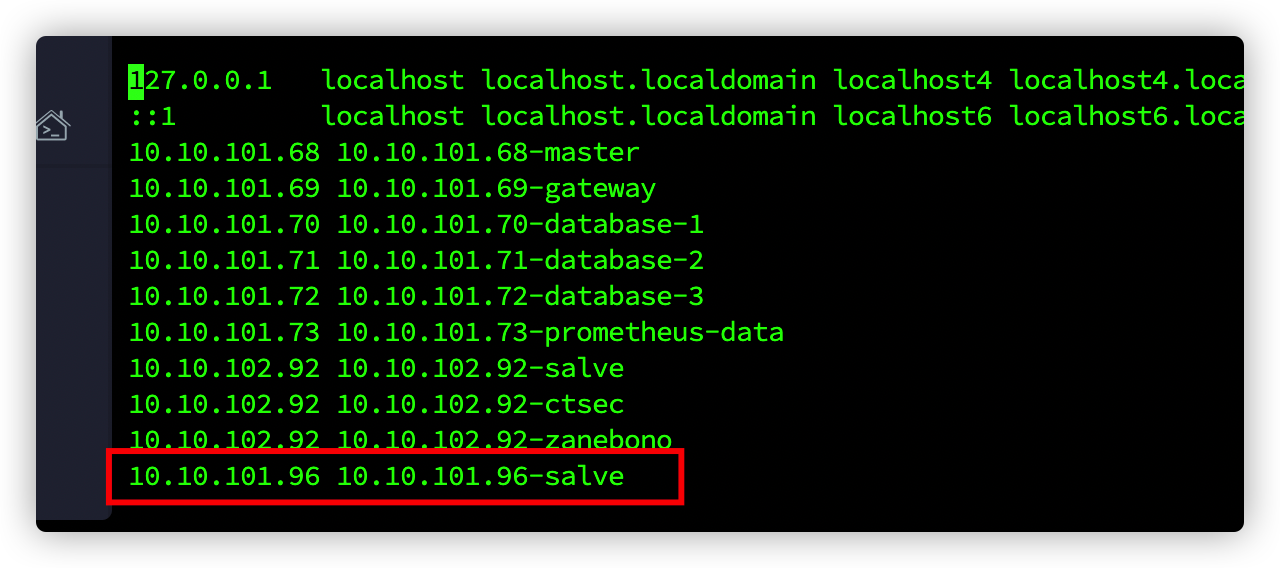 127.0.0.1   localhost localhost.localdomain localhost4 localhost4.loca
::1         localhost localhost.localdomain localhost6 localhost6.loca
10.10.101.68 10.10.101.68-master
10.10.101.69 10.10.101.69-gateway
10.10.101.70 10.10.101.70-database-1
10.10.101.71 10.10.101.71-database-2
10.10.101.72 10.10.101.72-database-3
10.10.101.73 10.10.101.73-prometheus-data
10.10.102.92 10.10.102.92-salve
10.10.102.92 10.10.102.92-ctsec
10.10.102.92 10.10.102.92-zanebono
10.10.101.96 10.10.101.96-salve